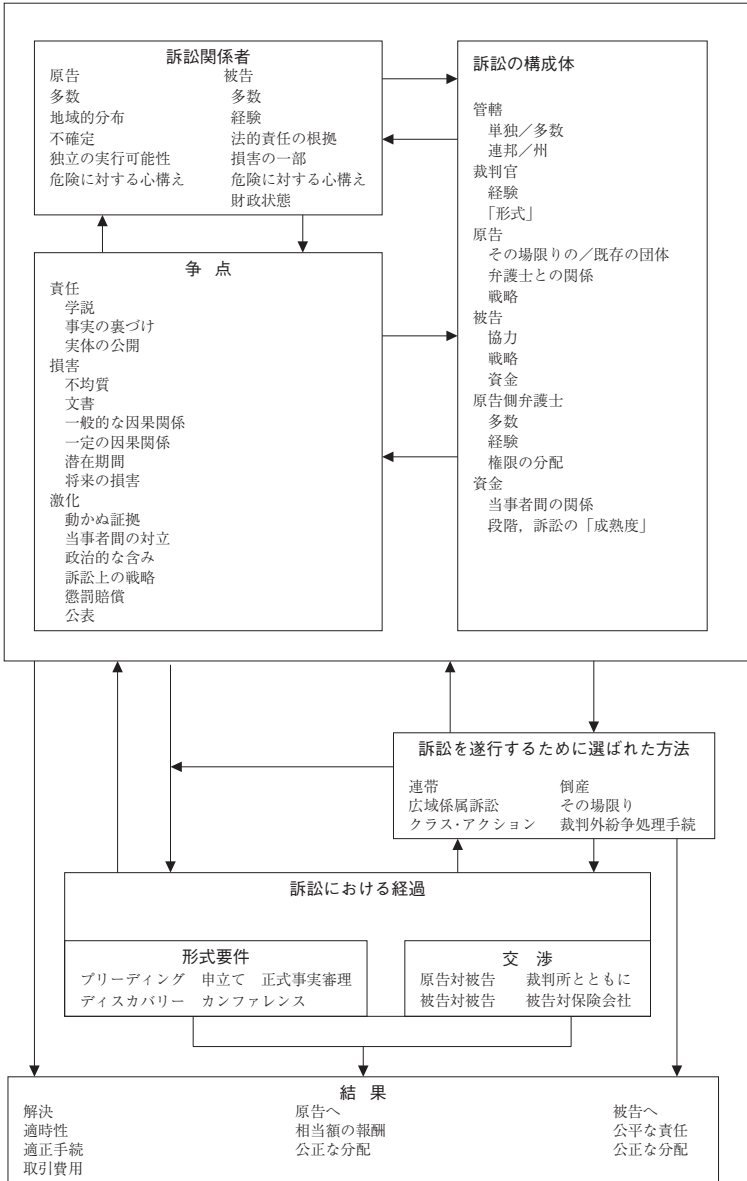 訴訟関係者
原告
多数
地域的分布
不確定
独立の実行可能性
危険に対する心構え
被告
多数
経験
法的責任の根拠
損害の一部
危険に対する心構え
財政状態
争 点
責任
学説
事実の裏づけ
実体の公開
損害
不均質
文書
一般的な因果関係
一定の因果関係
潜在期間
将来の損害
激化
動かぬ証拠
当事者間の対立
政治的な含み
訴訟上の戦略
懲罰賠償
公表
訴訟の構成体
管轄
単独／多数
連邦／州
裁判官
経験
「形式」
原告
その場限りの／既存の団体
弁護士との関係
戦略
被告
協力
戦略
資金
原告側弁護士
多数
経験
権限の分配
資金
当事者間の関係
段階，訴訟の「成熟度」
訴訟を遂行するために選ばれた方法
連帯 倒産
広域係属訴訟 その場限り
クラス・アクション 裁判外紛争処理手続
訴訟における経過
形式要件
プリーディング 申立て 正式事実審理
ディスカバリー カンファレンス
交 渉
原告対被告 裁判所とともに
被告対被告 被告対保険会社
結 果
解決
適時性
適正手続
取引費用
原告へ
相当額の報酬
公正な分配
被告へ
公平な責任
公正な分配